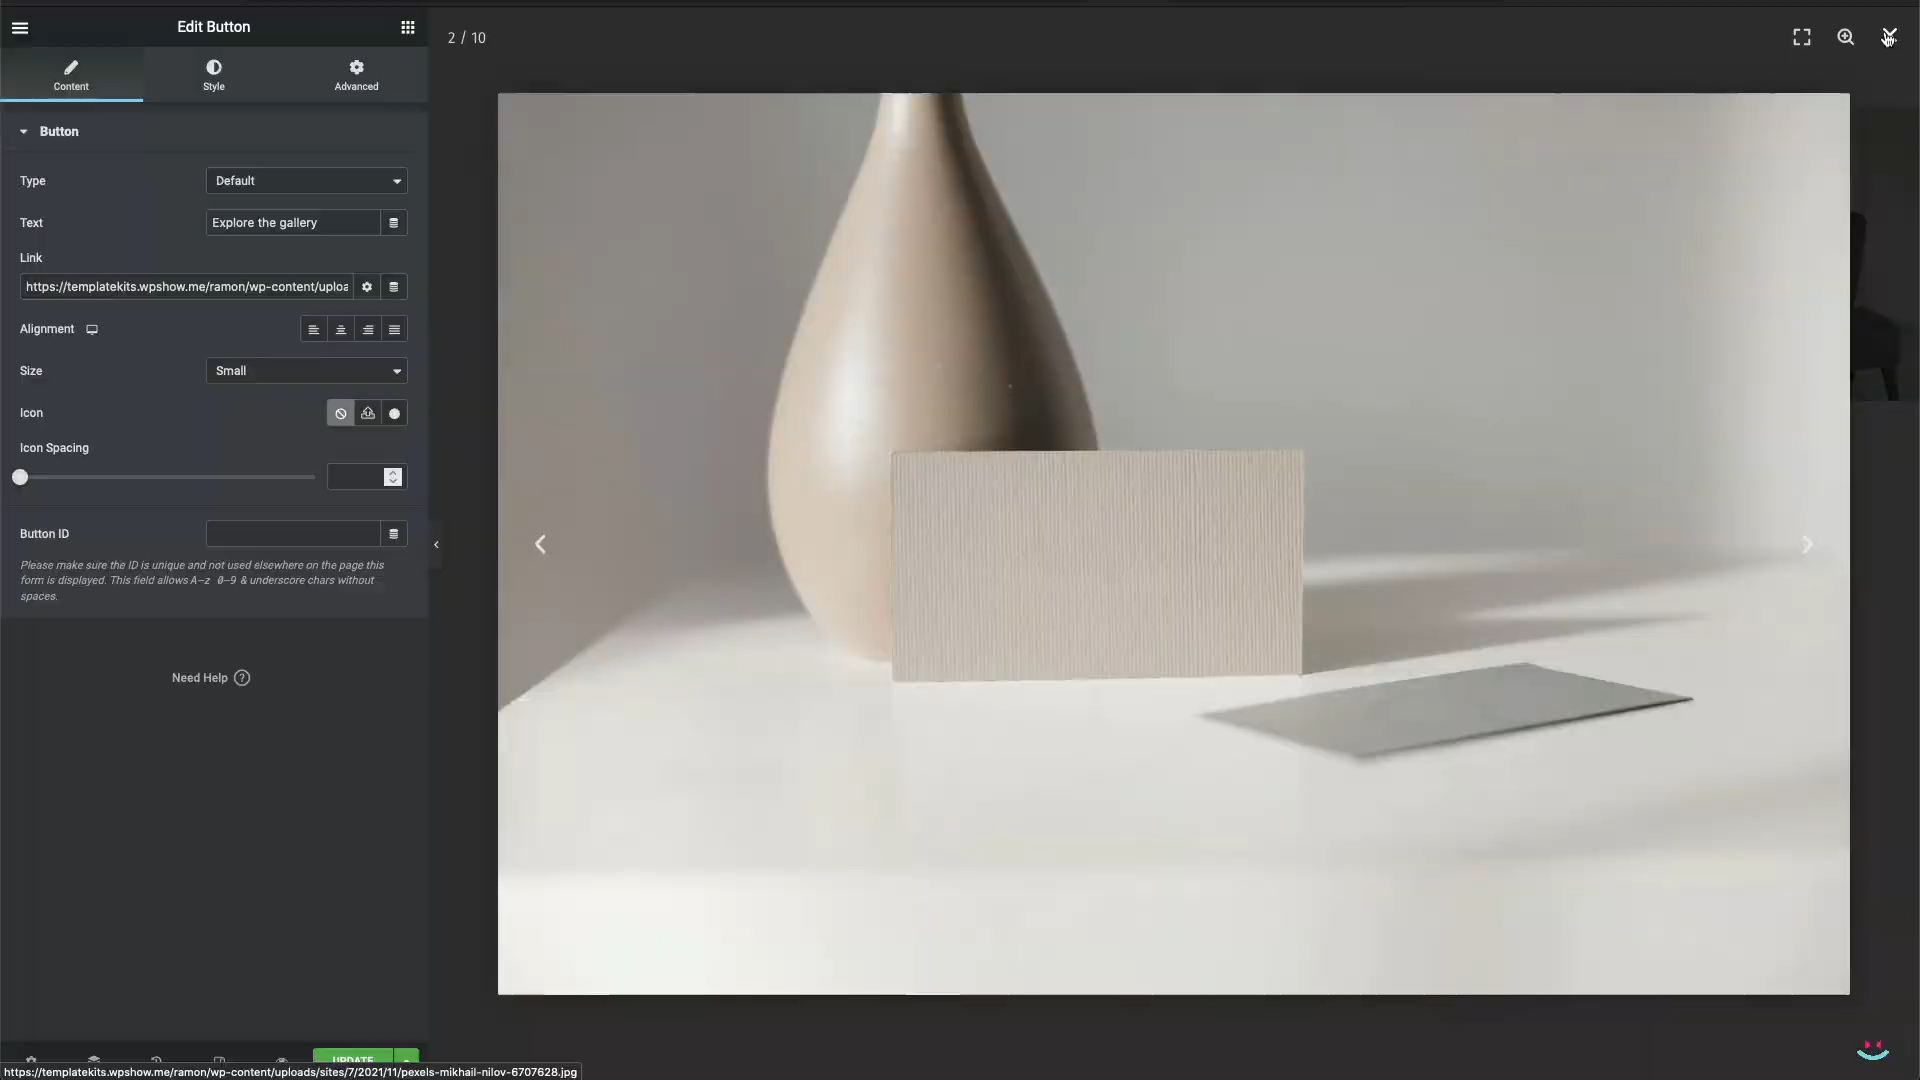 Edit Button
2 / 10
Content
Style
Advanced
Button
Type
Default
Text
Explore the gallery
Link
https://templatekits.wpshow.me/ramon/wp-content/uploa
Alignment
Size
Small
Icon
Icon Spacing
Button ID
Please make sure the ID is unique and not used elsewhere on the page this
form is displayed. This field allows A-z 0-9 & underscore chars without
spaces.
Need Help
UPDATE
https://templatekits.wpshow.me/ramon/wp-content/uploads/sites/7/2021/11/pexels-mikhail-nilov-6707628.jpg